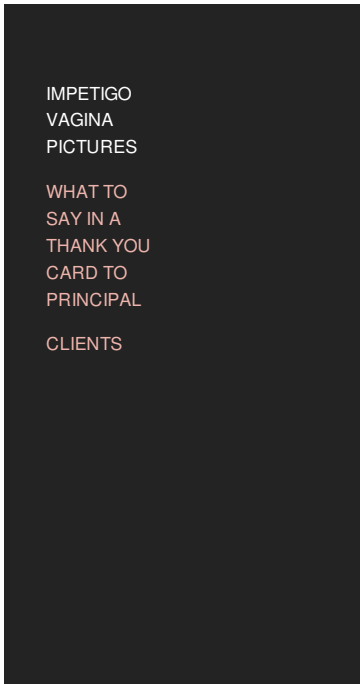 IMPETIGO
VAGINA
PICTURES
WHAT TO
SAY IN A
THANK YOU
CARD TO
PRINCIPAL
CLIENTS